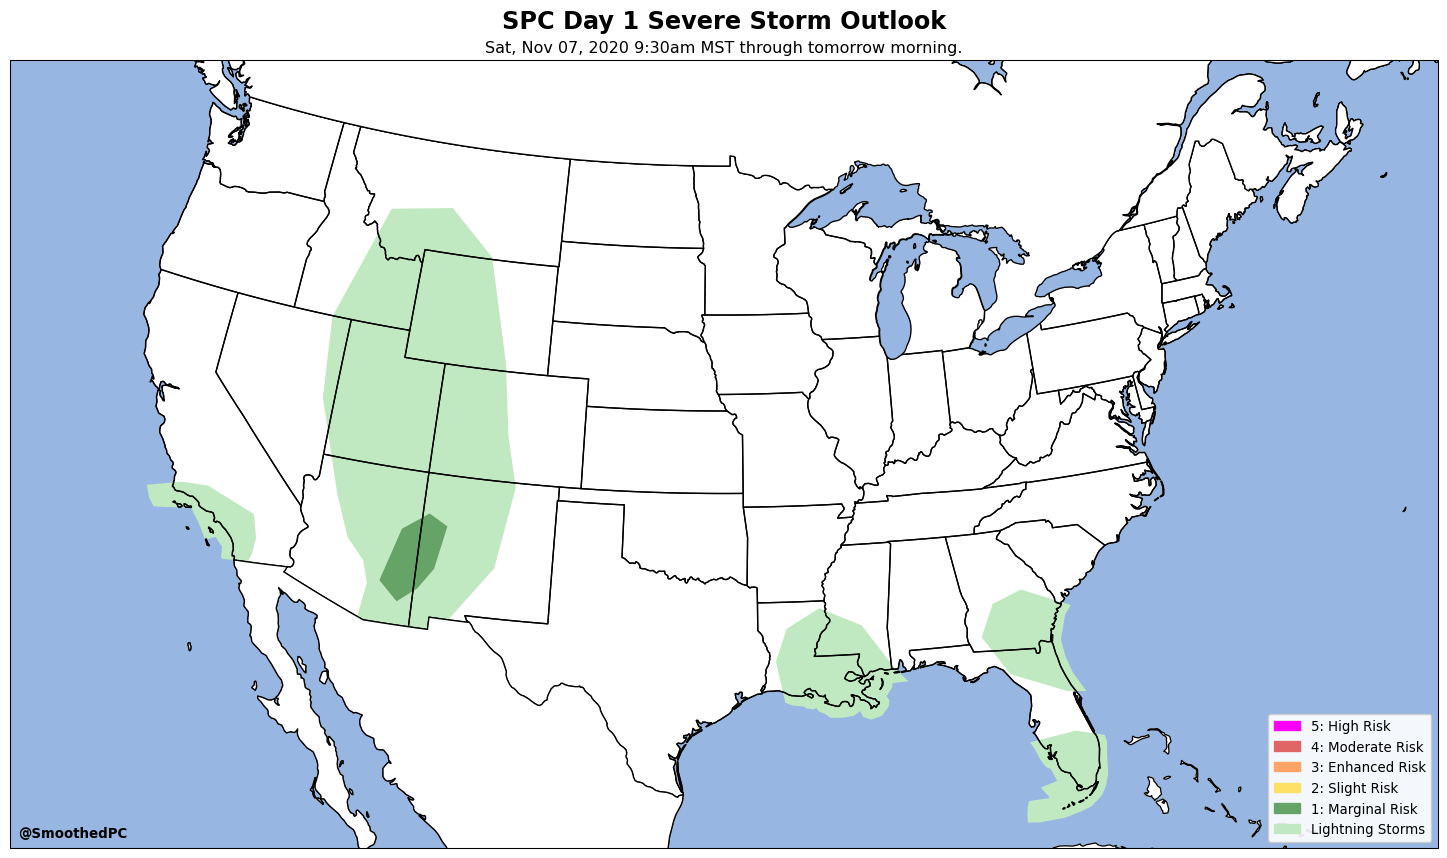 SPC Day 1 Severe Storm Outlook
Sat, Nov 07, 2020 9:30am MST through tomorrow morning.
5: High Risk
4: Moderate Risk
3: Enhanced Risk
2: Slight Risk
1: Marginal Risk
Lightning Storms
@SmoothedPC